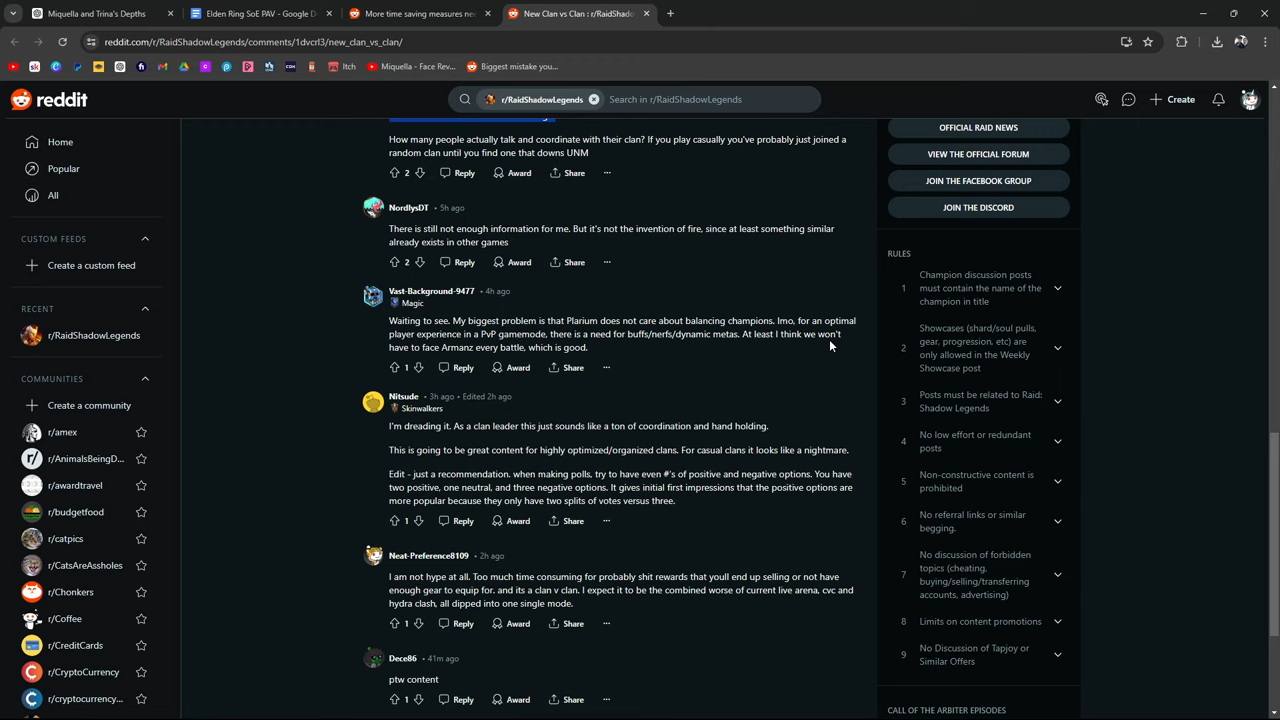 Miquella and Trina's Depths
Elden Ring SoE PAV - Google D
More time saving measures ne
New Clan vs Clan : r/RaidShado
reddit.com/r/RaidShadowLegends/comments/1dvcrl3/new_clan_vs_clan/
Itch
Miquella - Face Rev...
Biggest mistake you...
reddit
r/RaidShadowLegends
Search in r/RaidShadowLegends
Create
Home
Popular
All
CUSTOM FEEDS
Create a custom feed
RECENT
r/RaidShadowLegends
COMMUNITIES
Create a community
r/amex
r/AnimalsBeingD...
r/awardtravel
r/budgetfood
r/catpics
r/CatsAreAssholes
r/Chonkers
r/Coffee
r/CreditCards
r/CryptoCurrency
r/cryptocurrency...
How many people actually talk and coordinate with their clan? If you play casually you've probably just joined a
random clan until you find one that downs UNM
2 Reply Award Share ...
NordlysDT • 5h ago
There is still not enough information for me. But it's not the invention of fire, since at least something similar
already exists in other games
2 Reply Award Share ...
Vast-Background-9477 • 4h ago
Magic
Waiting to see. My biggest problem is that Plarium does not care about balancing champions. Imo, for an optimal
player experience in a PvP gamemode, there is a need for buffs/nerfs/dynamic metas. At least I think we won't
have to face Armanz every battle, which is good.
1 Reply Award Share ...
Nitsude • 3h ago • Edited 2h ago
Skinwalkers
I'm dreading it. As a clan leader this just sounds like a ton of coordination and hand holding.
This is going to be great content for highly optimized/organized clans. For casual clans it looks like a nightmare.
Edit - just a recommendation. when making polls, try to have even #'s of positive and negative options. You have
two positive, one neutral, and three negative options. It gives initial first impressions that the positive options are
more popular because they only have two splits of votes versus three.
1 Reply Award Share ...
Neat-Preference8109 • 2h ago
I am not hype at all. Too much time consuming for probably shit rewards that youll end up selling or not have
enough gear to equip for. and its a clan v clan. I expect it to be the combined worse of current live arena, cvc and
hydra clash, all dipped into one single mode.
1 Reply Award Share ...
Dece86 • 41m ago
ptw content
1 Reply Award Share ...
OFFICIAL RAID NEWS
VIEW THE OFFICIAL FORUM
JOIN THE FACEBOOK GROUP
JOIN THE DISCORD
RULES
1 Champion discussion posts
must contain the name of the
champion in title
2 Showcases (shard/soul pulls,
gear, progression, etc) are
only allowed in the Weekly
Showcase post
3 Posts must be related to Raid:
Shadow Legends
4 No low effort or redundant
posts
5 Non-constructive content is
prohibited
6 No referral links or similar
begging.
7 No discussion of forbidden
topics (cheating,
buying/selling/transferring
accounts, advertising)
8 Limits on content promotions
9 No Discussion of Tapjoy or
Similar Offers
CALL OF THE ARBITER EPISODES